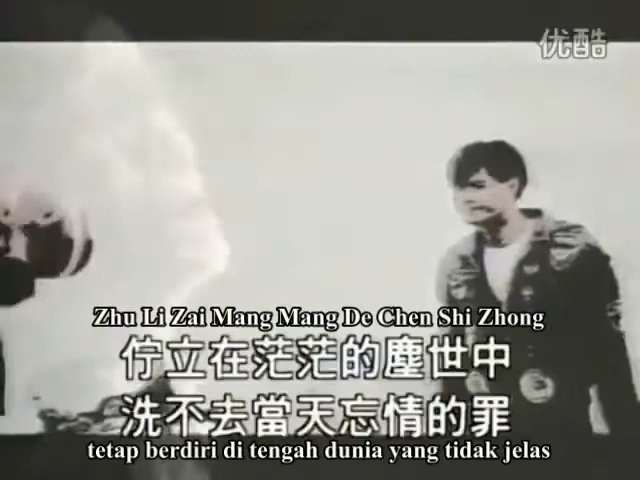 优酷
Zhu Li Zai Mang Mang De Chen Shi Zhong
佇立在茫茫的塵世中
洗不去當天忘情的罪
tetap berdiri di tengah dunia yang tidak jelas